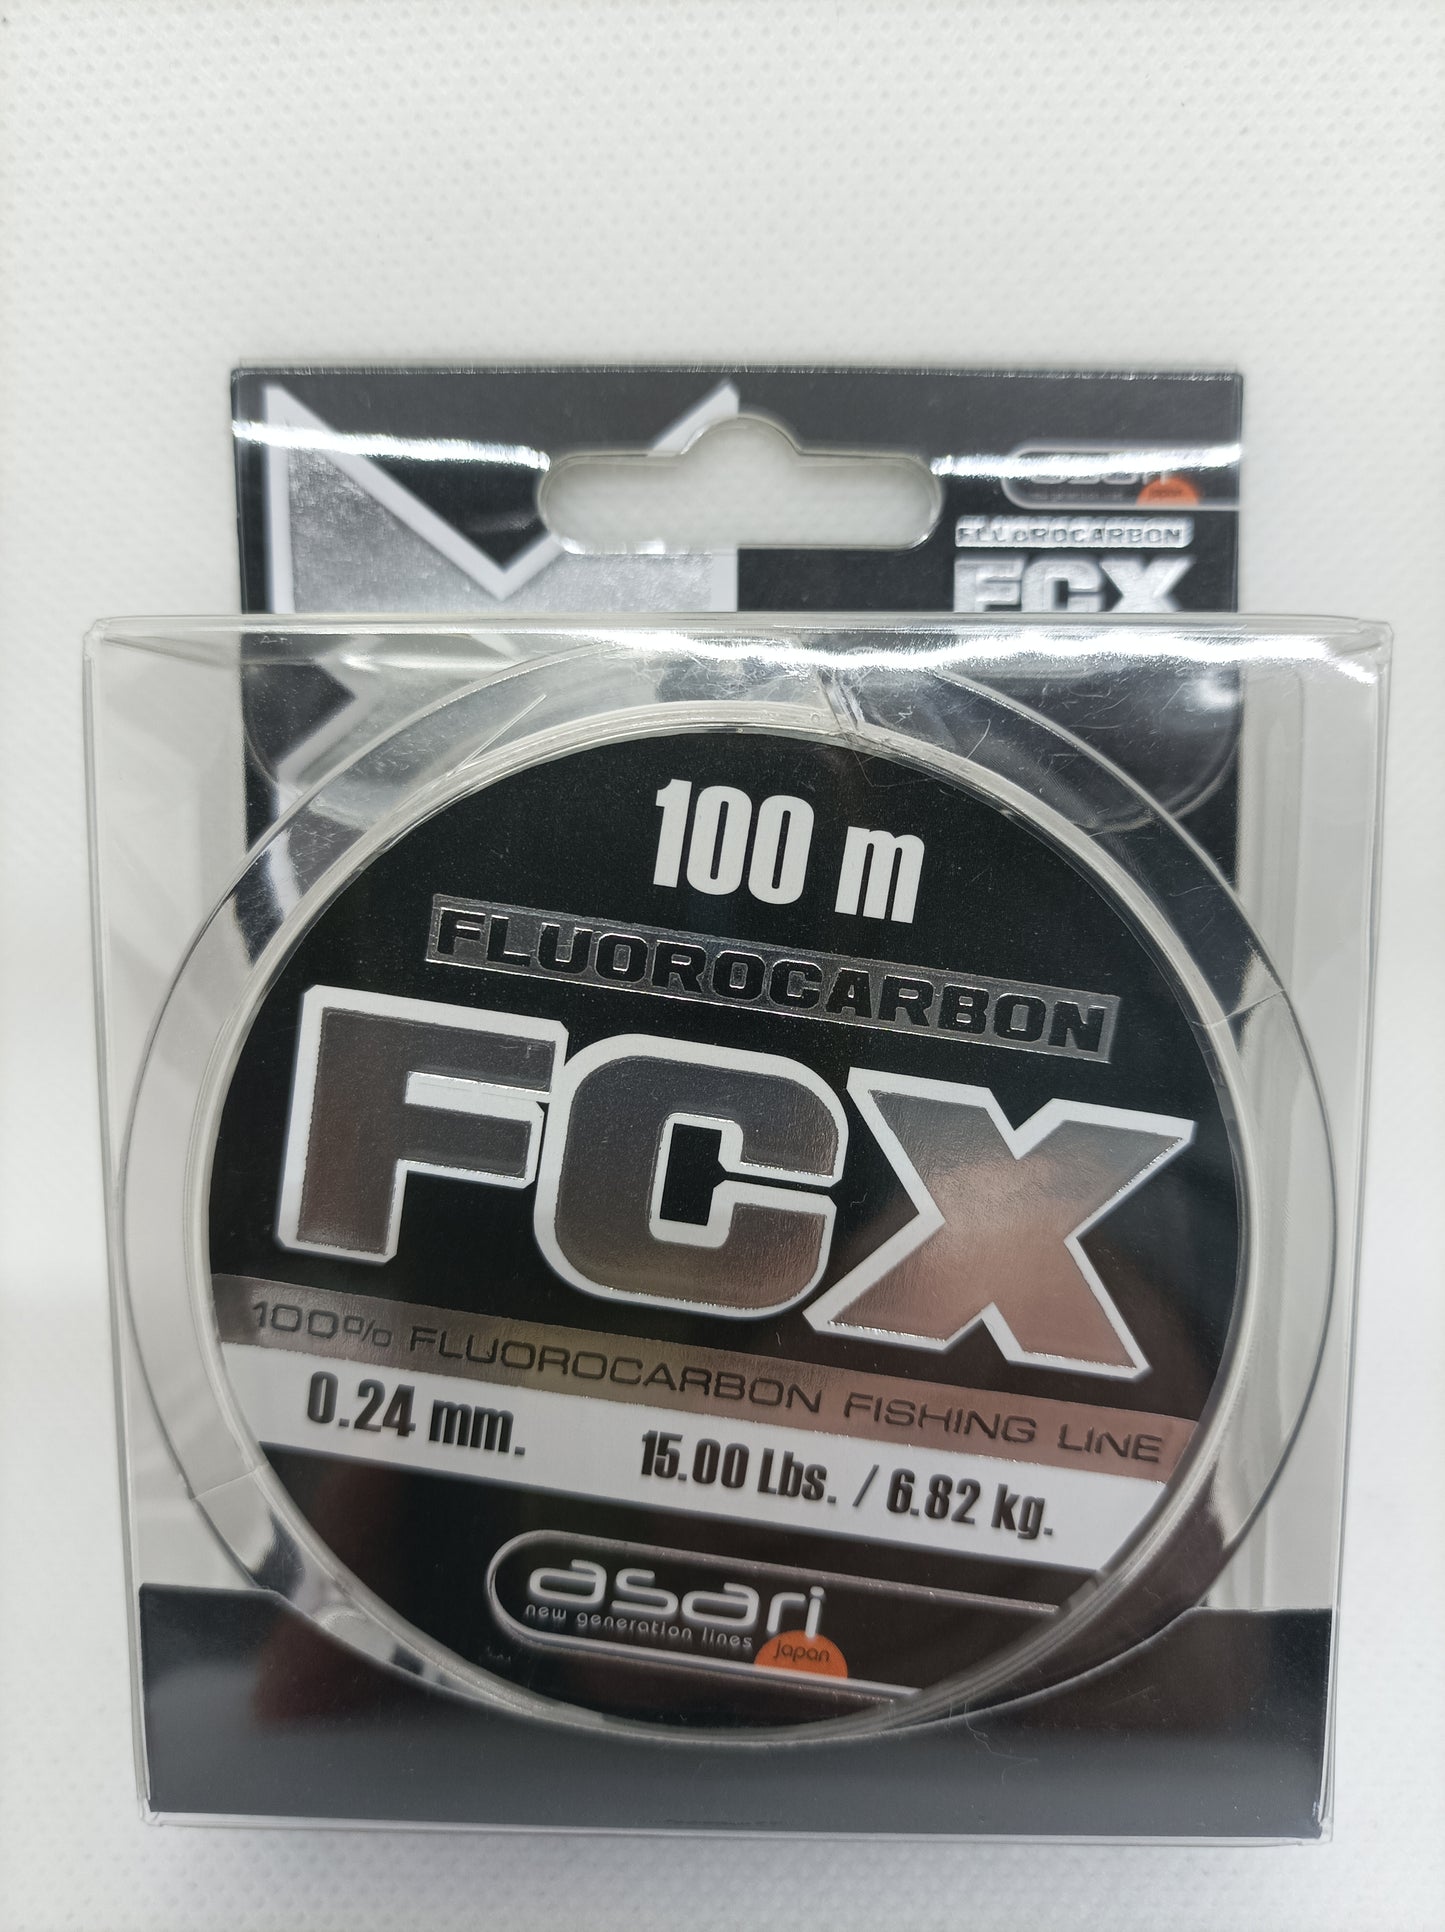 japan
FLUOROCARBON
FCX
100 m
FLUOROCARBON
FCX
100% FLUOROCARBON FISHING LINE
0.24 mm. 15.00 Lbs. / 6.82 kg.
asari
new generation lines
japan